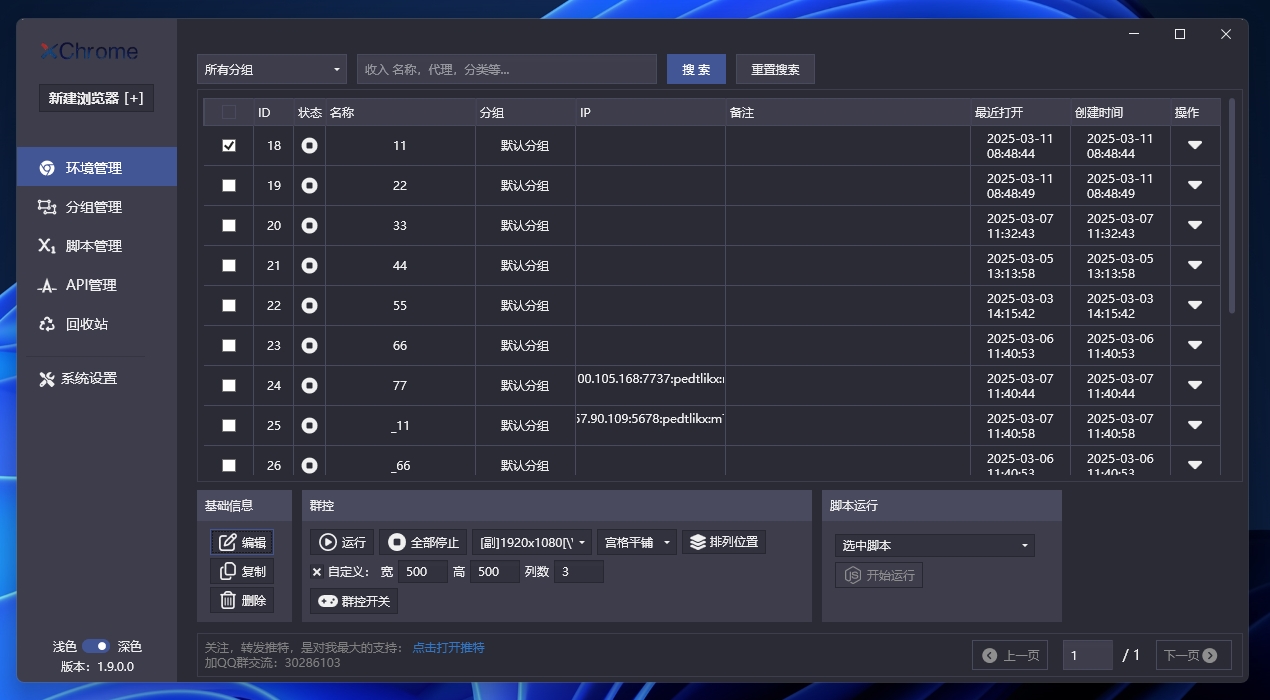 XChrome
新建浏览器 [+]
环境管理
分组管理
脚本管理
API管理
回收站
系统设置
浅色 深色
版本：1.9.0.0
所有分组 收入 名称，代理，分类等... 搜 索 重置搜索
ID 状态 名称 分组 IP 备注 最近打开 创建时间 操作
18 11 默认分组 2025-03-11 08:48:44 2025-03-11 08:48:44
19 22 默认分组 2025-03-11 08:48:49 2025-03-11 08:48:49
20 33 默认分组 2025-03-07 11:32:43 2025-03-07 11:32:43
21 44 默认分组 2025-03-05 13:13:58 2025-03-05 13:13:58
22 55 默认分组 2025-03-03 14:15:42 2025-03-03 14:15:42
23 66 默认分组 2025-03-06 11:40:53 2025-03-06 11:40:53
24 77 默认分组 00.105.168:7737:pedtlikx: 2025-03-07 11:40:44 2025-03-07 11:40:44
25 _11 默认分组 57.90.109:5678:pedtlikx:m 2025-03-07 11:40:58 2025-03-07 11:40:58
26 _66 默认分组 2025-03-06 11:40:53 2025-03-06 11:40:53
基础信息
编辑
复制
删除
群控
运行 全部停止 [副]1920x1080[\' 宫格平铺 排列位置
自定义： 宽 500 高 500 列数 3
群控开关
脚本运行
选中脚本
JS 开始运行
关注，转发推特，是对我最大的支持： 点击打开推特
加QQ群交流：30286103
上一页 1 / 1 下一页